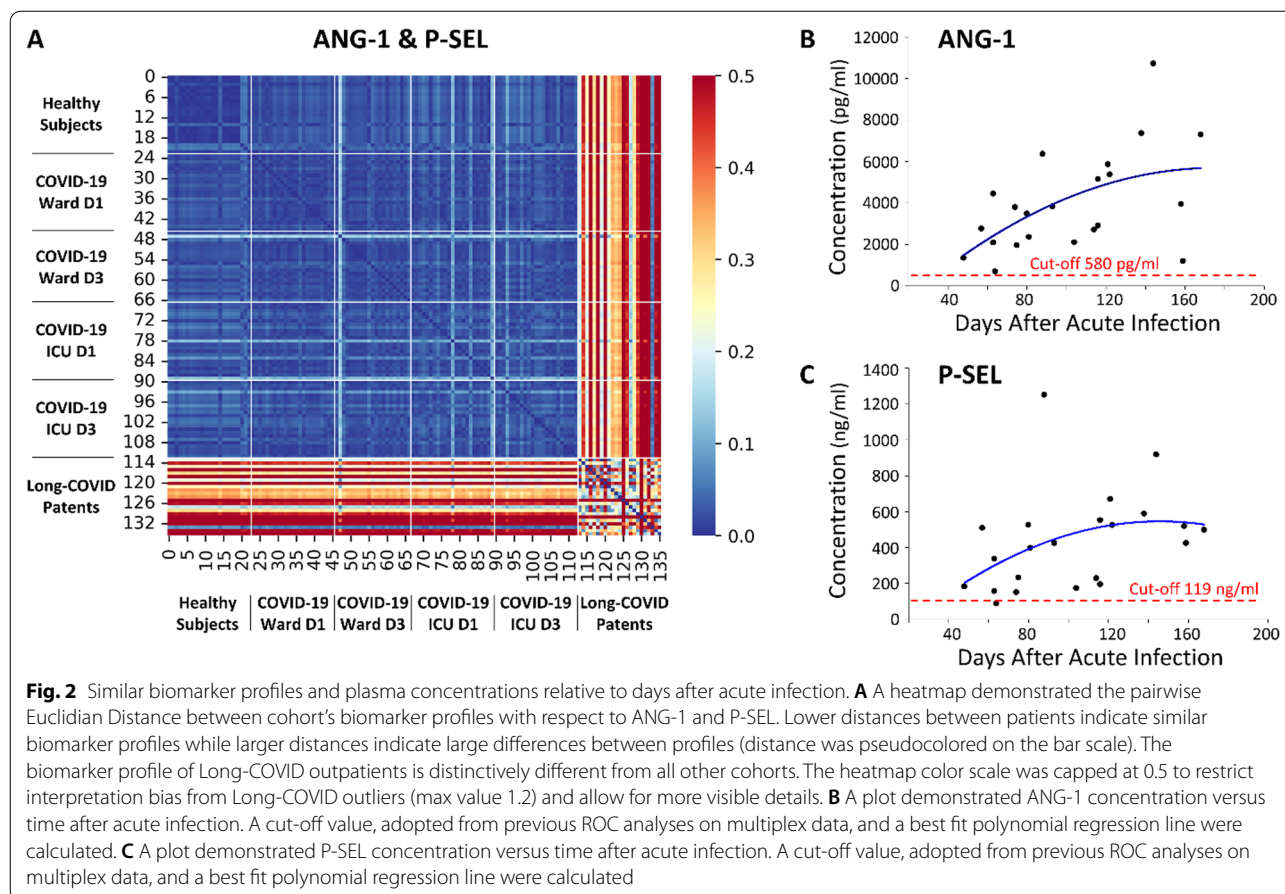 A
ANG-1 & P-SEL
0
6
12
18
24
30
36
42
48
54
60
66
72
78
84
90
96
102
108
114
120
126
132
Healthy
Subjects
COVID-19
Ward D1
COVID-19
Ward D3
COVID-19
ICU D1
COVID-19
ICU D3
Long-COVID
Patents
0
5
10
15
20
25
30
35
40
45
50
55
60
65
70
75
80
85
90
95
100
105
110
115
120
125
130
135
Healthy
Subjects
COVID-19
Ward D1
COVID-19
Ward D3
COVID-19
ICU D1
COVID-19
ICU D3
Long-COVID
Patents
0.5
0.4
0.3
0.2
0.1
0.0
B
ANG-1
Concentration (pg/ml)
12000
10000
8000
6000
4000
2000
0
Cut-off 580 pg/ml
40 80 120 160 200
Days After Acute Infection
C
P-SEL
Concentration (ng/ml)
1400
1200
1000
800
600
400
200
0
Cut-off 119 ng/ml
40 80 120 160 200
Days After Acute Infection
Fig. 2 Similar biomarker profiles and plasma concentrations relative to days after acute infection. A A heatmap demonstrated the pairwise
Euclidian Distance between cohort's biomarker profiles with respect to ANG-1 and P-SEL. Lower distances between patients indicate similar
biomarker profiles while larger distances indicate large differences between profiles (distance was pseudocolored on the bar scale). The
biomarker profile of Long-COVID outpatients is distinctively different from all other cohorts. The heatmap color scale was capped at 0.5 to restrict
interpretation bias from Long-COVID outliers (max value 1.2) and allow for more visible details. B A plot demonstrated ANG-1 concentration versus
time after acute infection. A cut-off value, adopted from previous ROC analyses on multiplex data, and a best fit polynomial regression line were
calculated. C A plot demonstrated P-SEL concentration versus time after acute infection. A cut-off value, adopted from previous ROC analyses on
multiplex data, and a best fit polynomial regression line were calculated